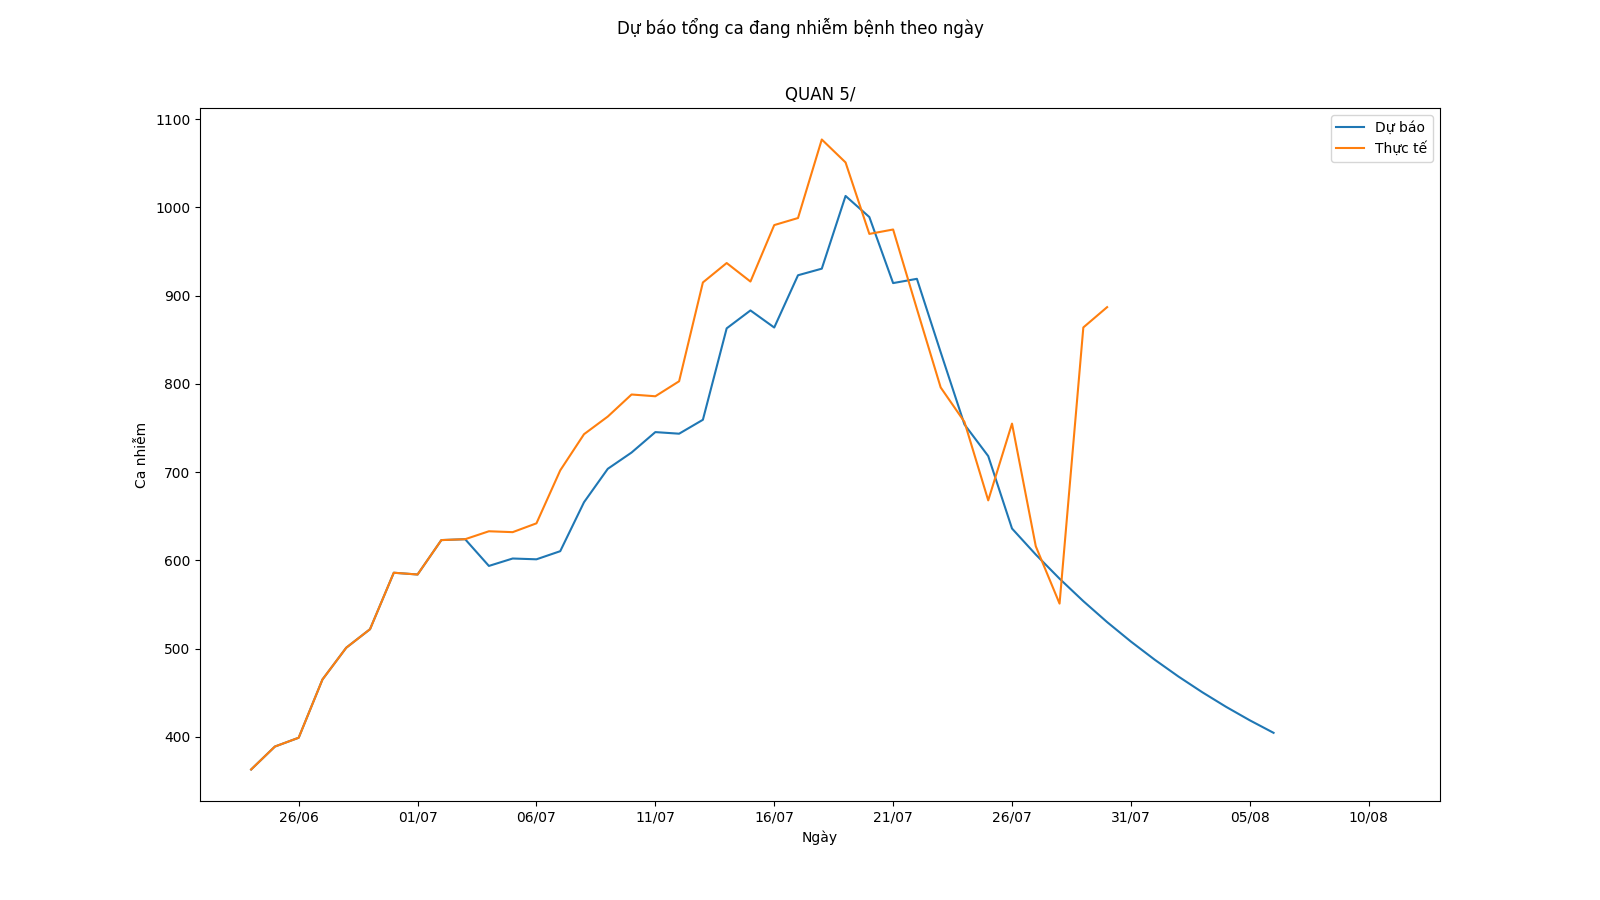 Dự báo tổng ca đang nhiễm bệnh theo ngày
QUAN 5/
Dự báo
Thực tế
1100
1000
900
800
700
600
500
400
Ca nhiễm
26/06 01/07 06/07 11/07 16/07 21/07 26/07 31/07 05/08 10/08
Ngày